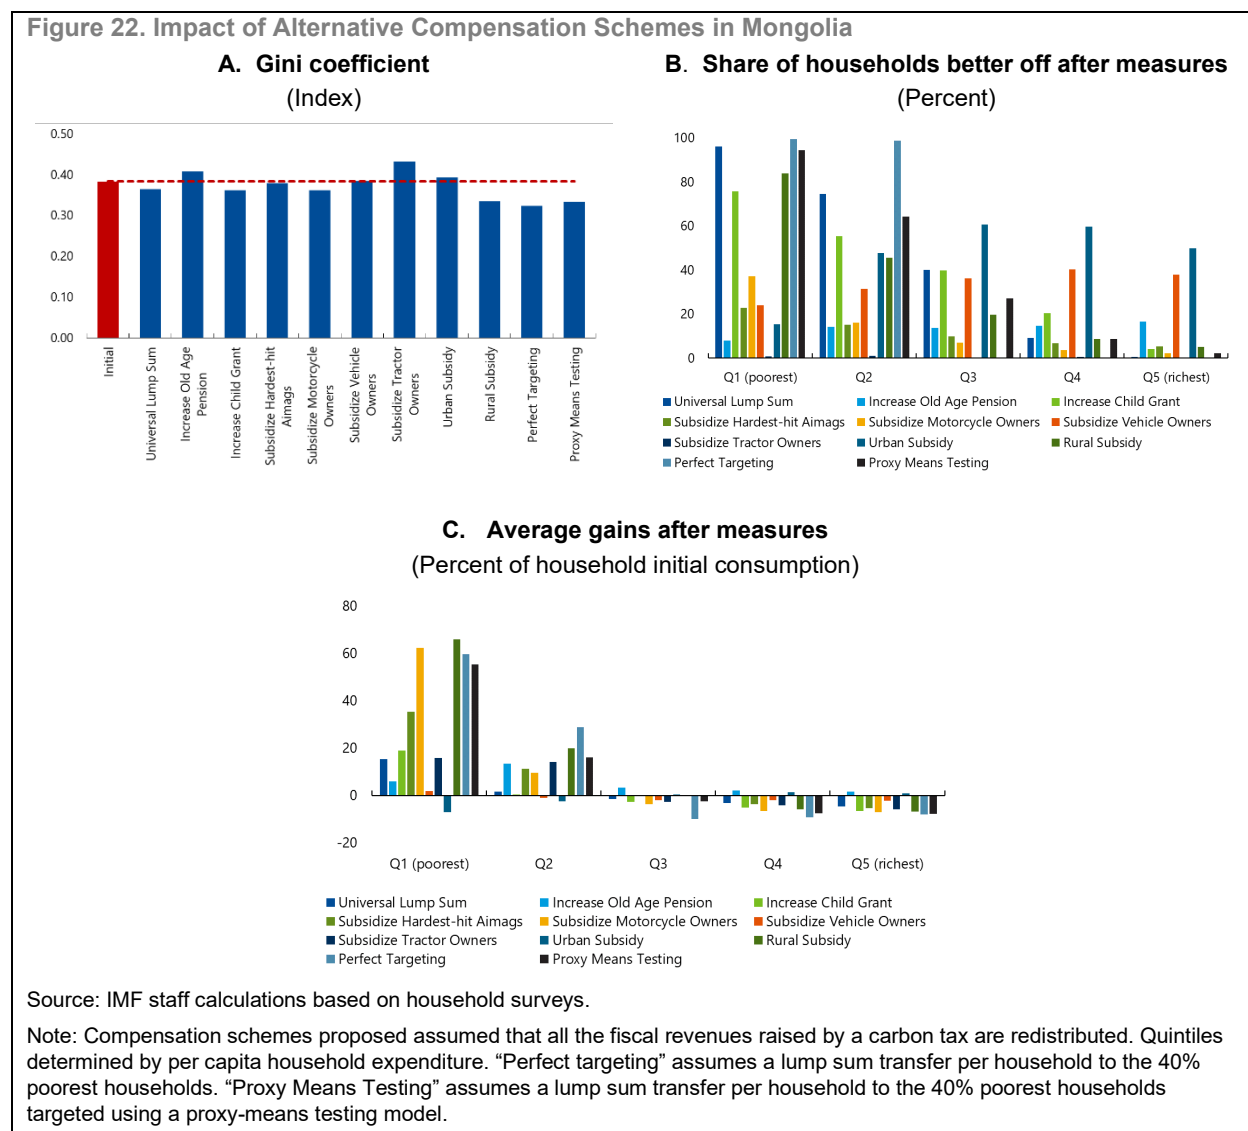 Figure 22. Impact of Alternative Compensation Schemes in Mongolia
A. Gini coefficient
(Index)
0.50
0.40
0.30
0.20
0.10
0.00
Initial
Universal Lump Sum
Increase Old Age
Pension
Increase Child Grant
Subsidize Hardest-hit
Aimags
Subsidize Motorcycle
Owners
Subsidize Vehicle
Owners
Subsidize Tractor
Owners
Urban Subsidy
Rural Subsidy
Perfect Targeting
Proxy Means Testing
B. Share of households better off after measures
(Percent)
100
80
60
40
20
0
Q1 (poorest) Q2 Q3 Q4 Q5 (richest)
Universal Lump Sum Increase Old Age Pension Increase Child Grant
Subsidize Hardest-hit Aimags Subsidize Motorcycle Owners Subsidize Vehicle Owners
Subsidize Tractor Owners Urban Subsidy Rural Subsidy
Perfect Targeting Proxy Means Testing
C. Average gains after measures
(Percent of household initial consumption)
80
60
40
20
0
-20
Q1 (poorest) Q2 Q3 Q4 Q5 (richest)
Universal Lump Sum Increase Old Age Pension Increase Child Grant
Subsidize Hardest-hit Aimags Subsidize Motorcycle Owners Subsidize Vehicle Owners
Subsidize Tractor Owners Urban Subsidy Rural Subsidy
Perfect Targeting Proxy Means Testing
Source: IMF staff calculations based on household surveys.
Note: Compensation schemes proposed assumed that all the fiscal revenues raised by a carbon tax are redistributed. Quintiles
determined by per capita household expenditure. “Perfect targeting” assumes a lump sum transfer per household to the 40%
poorest households. “Proxy Means Testing” assumes a lump sum transfer per household to the 40% poorest households
targeted using a proxy-means testing model.